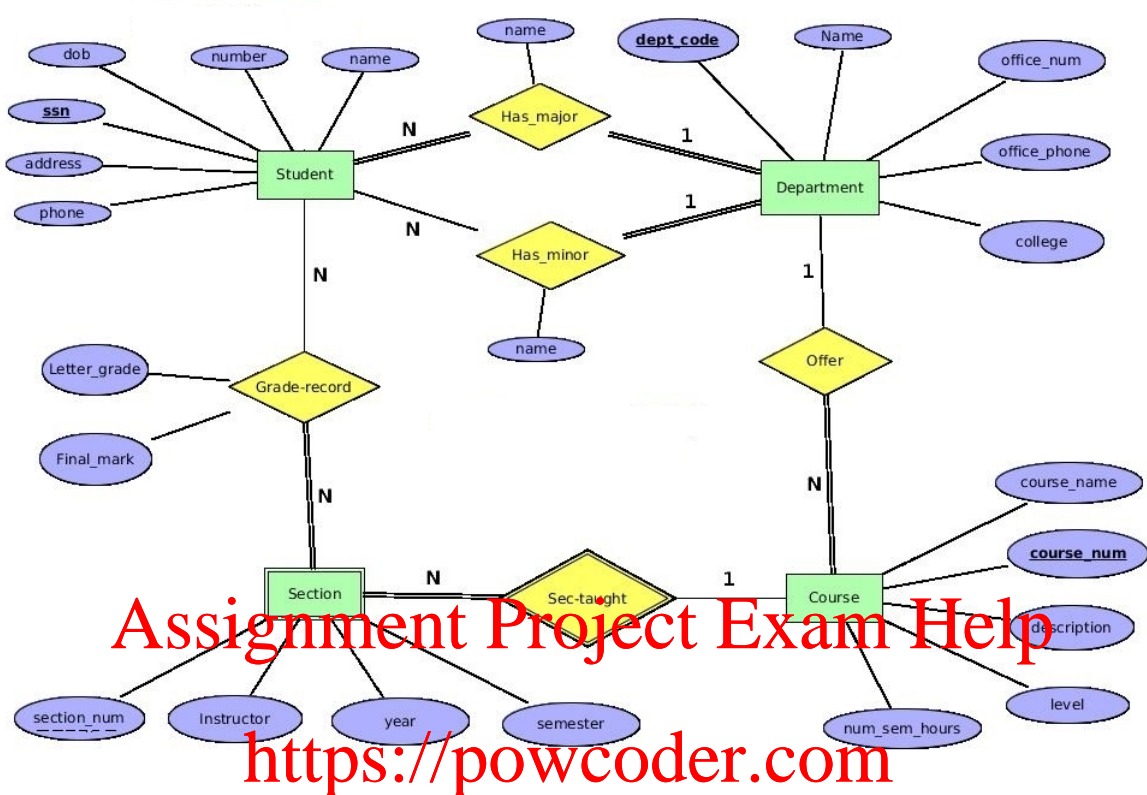 name
dept_code
Name
dob
number
name
office_num
ssn
Has_major
N
1
address
Student
office_phone
Department
phone
N
1
college
Has_minor
N
1
name
Offer
Letter_grade
Grade-record
Final_mark
N
N
course_name
course_num
Section
N
Sec-taught
1
Course
description
Assignment Project Exam Help
section_num
Instructor
year
semester
num_sem_hours
level
https://powcoder.com